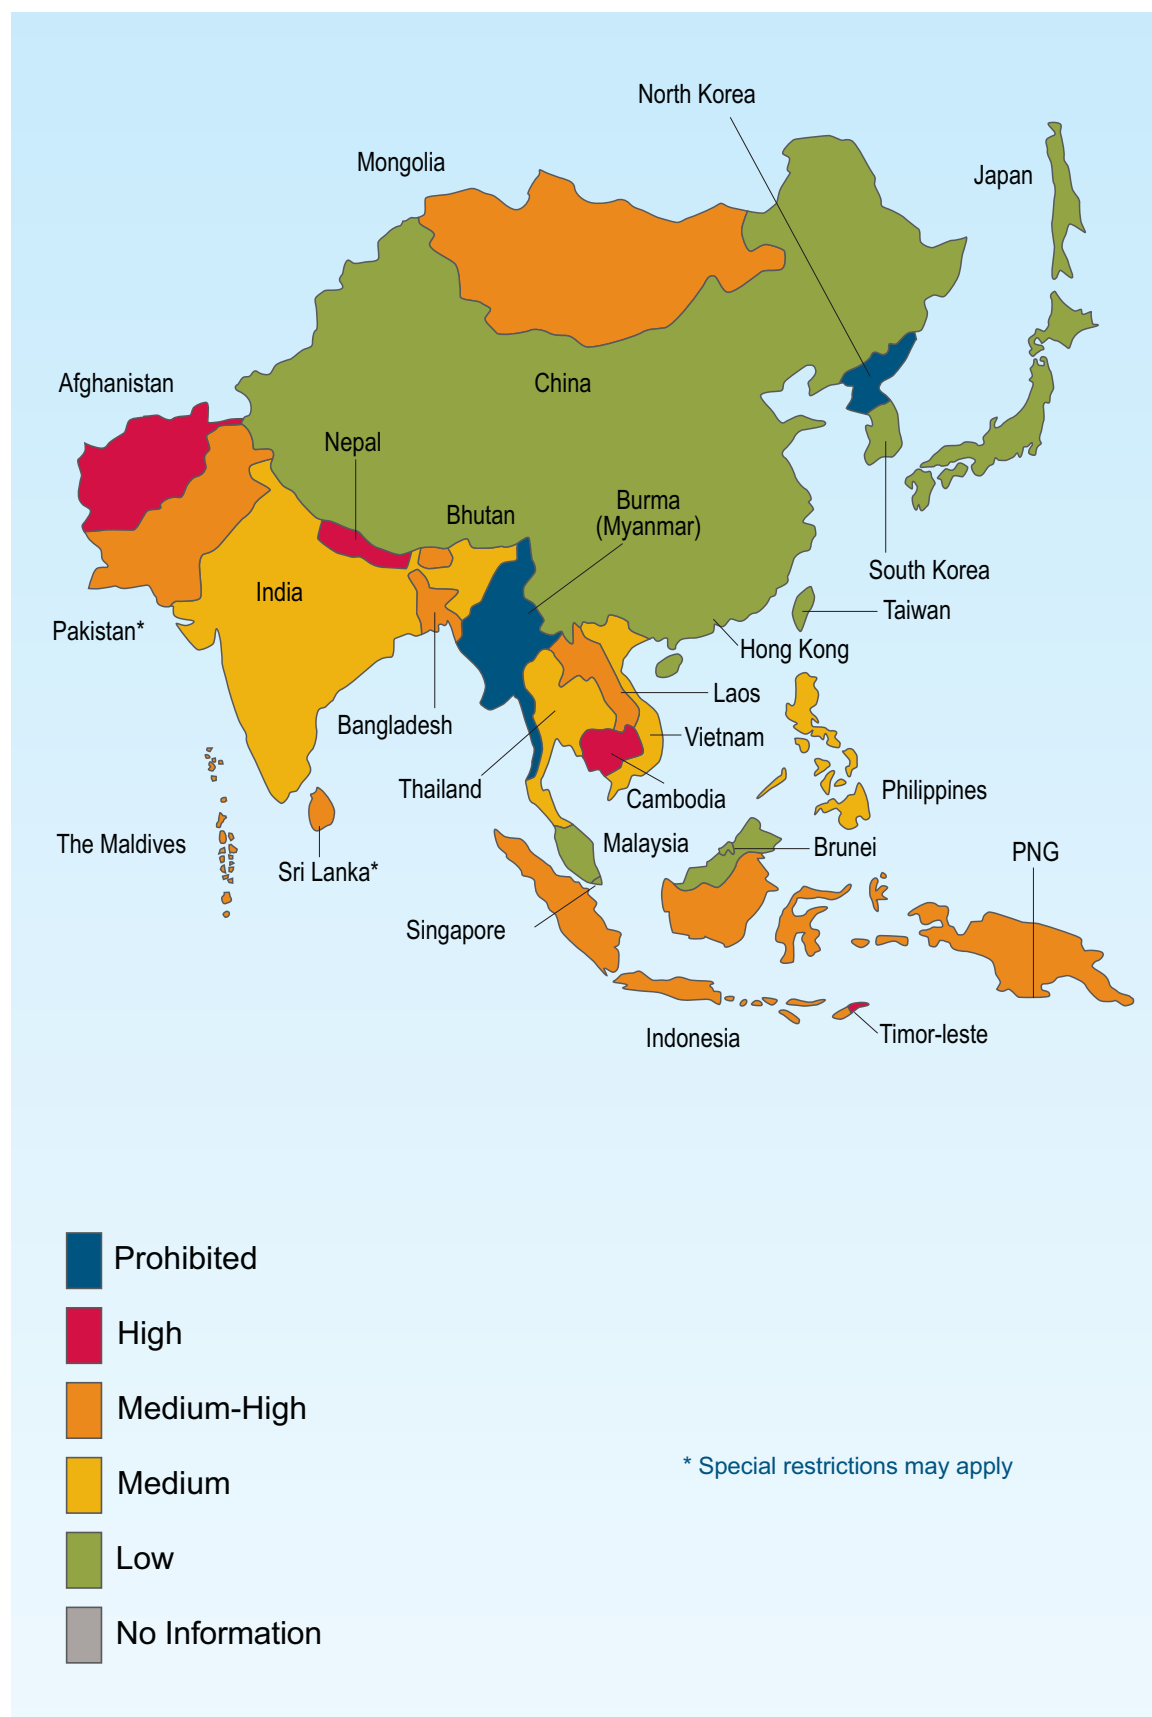 North Korea
Mongolia
Japan
Afghanistan
China
Nepal
Burma
(Myanmar)
Bhutan
South Korea
India
Taiwan
Pakistan*
Hong Kong
Laos
Bangladesh
Vietnam
Thailand
Cambodia
Philippines
The Maldives
Malaysia
Brunei
PNG
Sri Lanka*
Singapore
Indonesia
Timor-leste
Prohibited
High
Medium-High
Medium
* Special restrictions may apply
Low
No Information